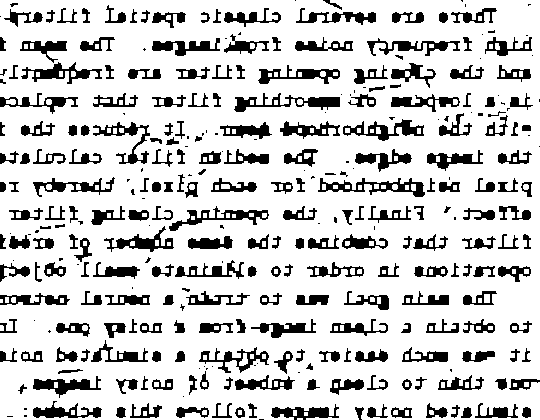 There are several classic spatial filters
high frequency noise from images. The mean f
and the closing opening filter are frequently
is a lowpass or smoothing filter that replace
with the neighborhood mean. It reduces the i
the image edges. The median filter calculate
pixel neighborhood for each pixel, thereby re
effect. Finally, the opening closing filter
filter that combines the same number of erosi
operations in order to eliminate small object
The main goal was to train a neural networ
to obtain a clean image from a noisy one. In
it was much easier to obtain a simulated nois
one than to clean a subset of noisy images.
simulated noisy images follows this scheme: